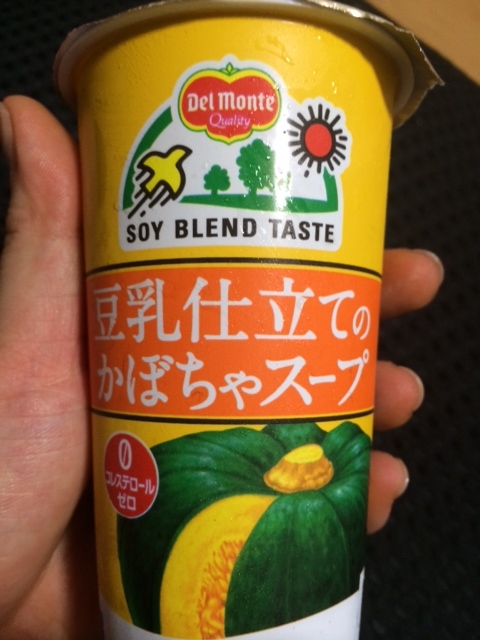 Del Monte
Quality
SOY BLEND TASTE
豆乳仕立ての
かぼちゃスープ
0
コレステロール
ゼロ